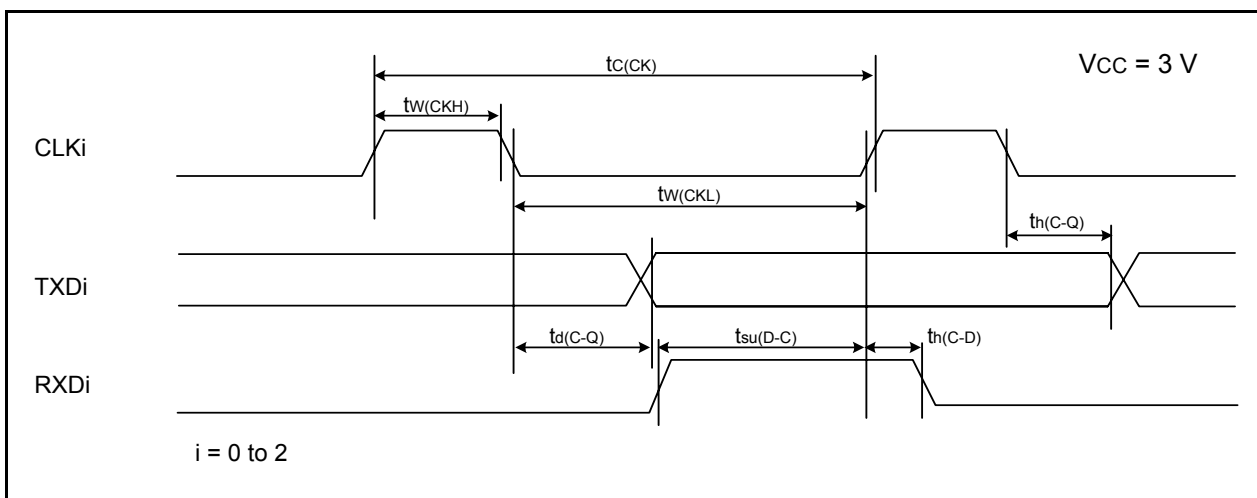 tC(CK)
VCC = 3 V
tW(CKH)
CLKi
tW(CKL)
th(C-Q)
TXDi
td(C-Q)
tsu(D-C)
th(C-D)
RXDi
i = 0 to 2